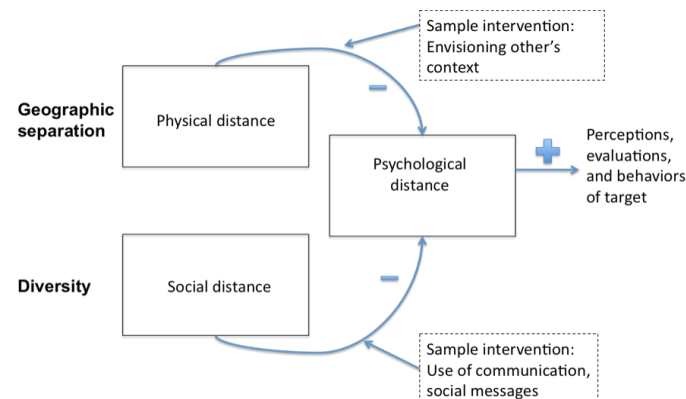 Sample intervention:
Envisioning other's
context
Geographic
separation
Physical distance
Psychological
distance
Perceptions,
evaluations,
and behaviors
of target
Diversity
Social distance
Sample intervention:
Use of communication,
social messages